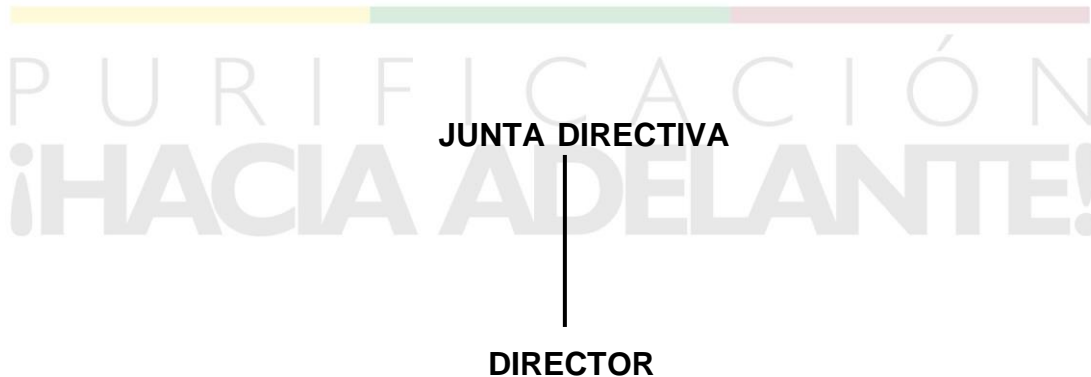 PURIFICACIÓN
JUNTA DIRECTIVA
¡HACIA ADELANTE!
DIRECTOR